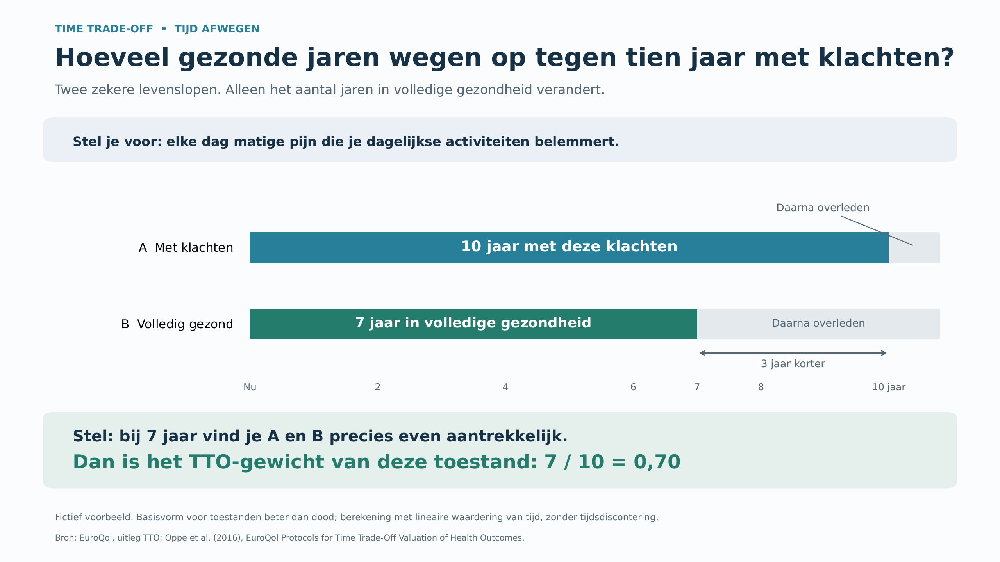 TIME TRADE-OFF • TIJD AFWEGEN
Hoeveel gezonde jaren wegen op tegen tien jaar met klachten?
Twee zekere levenslopen. Alleen het aantal jaren in volledige gezondheid verandert.
Stel je voor: elke dag matige pijn die je dagelijkse activiteiten belemmert.
Daarna overleden
A Met klachten
10 jaar met deze klachten
B Volledig gezond
7 jaar in volledige gezondheid
Daarna overleden
3 jaar korter
Nu 2 4 6 7 8 10 jaar
Stel: bij 7 jaar vind je A en B precies even aantrekkelijk.
Dan is het TTO-gewicht van deze toestand: 7 / 10 = 0,70
Fictief voorbeeld. Basisvorm voor toestanden beter dan dood; berekening met lineaire waardering van tijd, zonder tijdsdiscontering.
Bron: EuroQol, uitleg TTO; Oppe et al. (2016), EuroQol Protocols for Time Trade-Off Valuation of Health Outcomes.